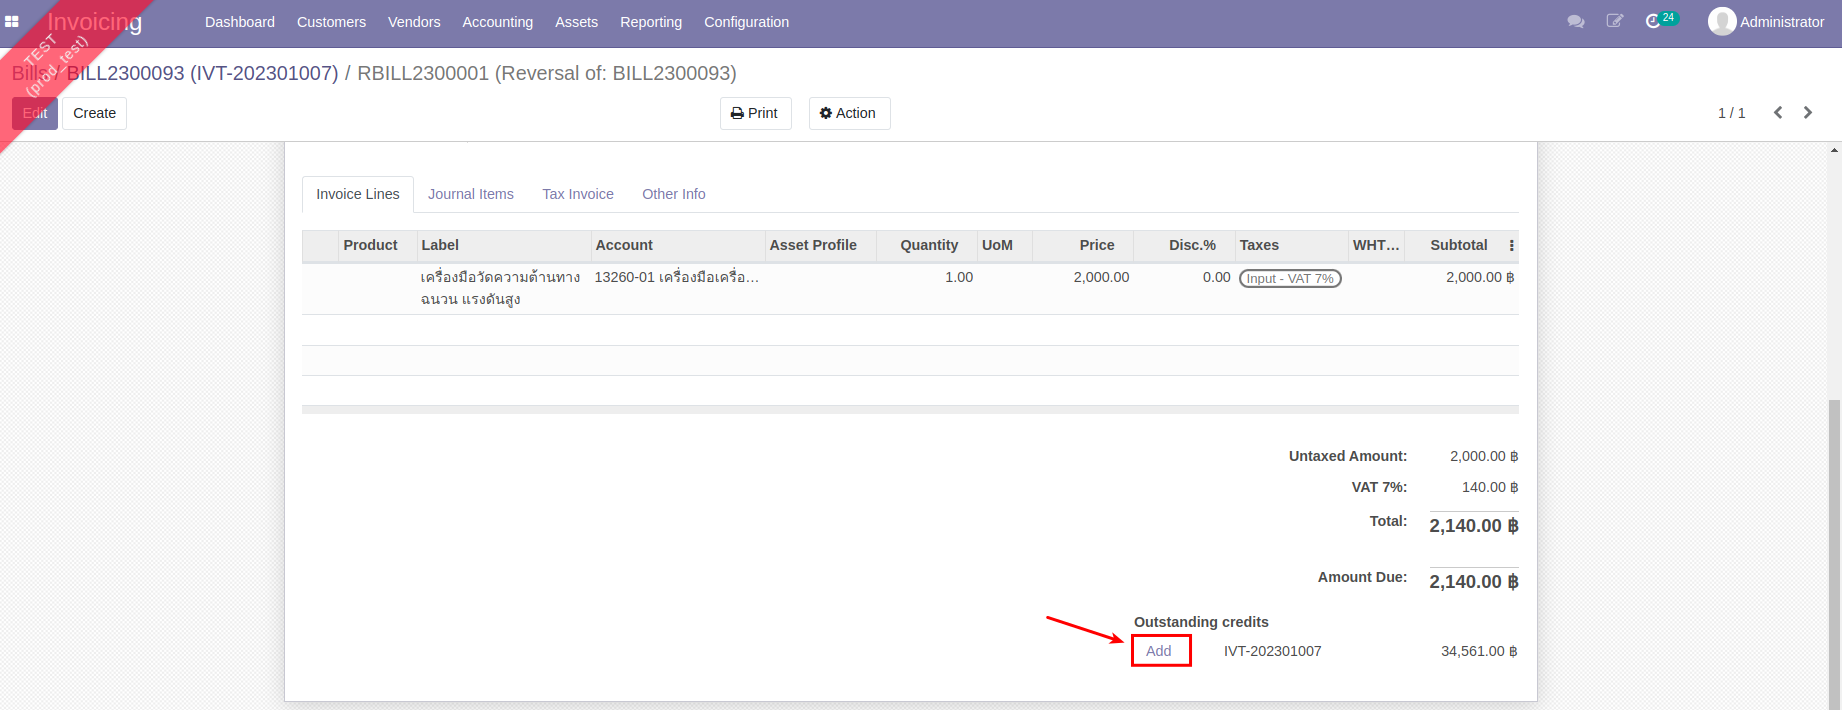 Invoicing Dashboard Customers Vendors Accounting Assets Reporting Configuration 24 Administrator
TEST
(prod_test)
Bills / BILL2300093 (IVT-202301007) / RBILL2300001 (Reversal of: BILL2300093)
Edit Create Print Action 1 / 1
Invoice Lines Journal Items Tax Invoice Other Info
Product Label Account Asset Profile Quantity UoM Price Disc.% Taxes WHT... Subtotal
เครื่องมือวัดความต้านทาง 13260-01 เครื่องมือเครื่อ... 1.00 2,000.00 0.00 Input - VAT 7% 2,000.00 ฿
ฉนวน แรงดันสูง
Untaxed Amount: 2,000.00 ฿
VAT 7%: 140.00 ฿
Total: 2,140.00 ฿
Amount Due: 2,140.00 ฿
Outstanding credits
Add IVT-202301007 34,561.00 ฿